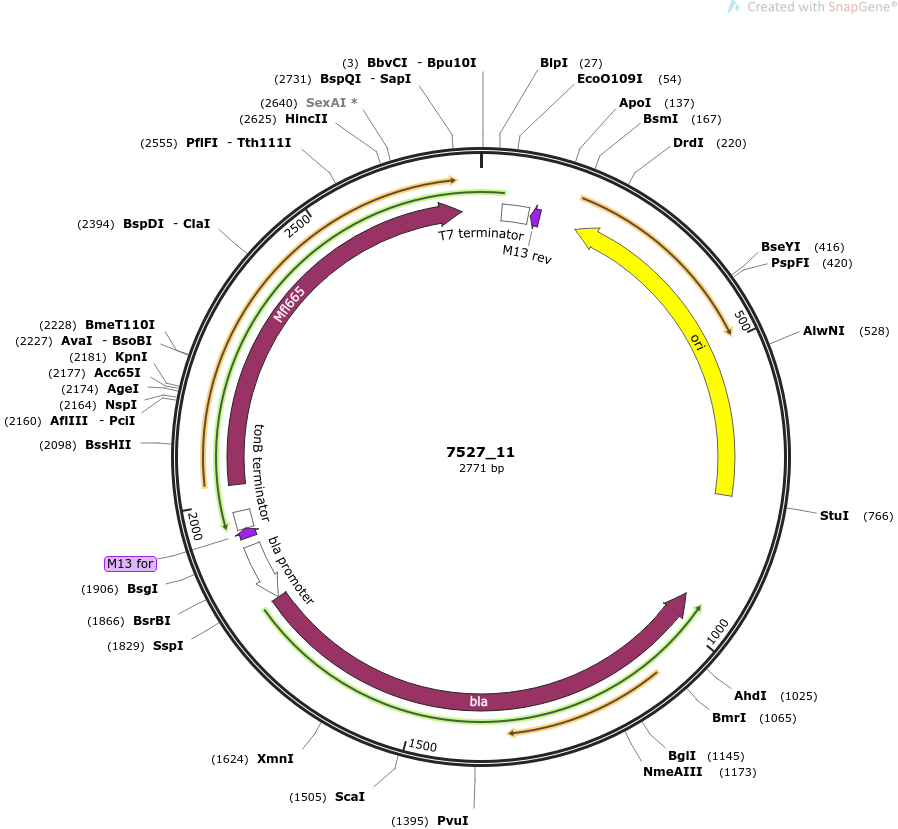 Created with SnapGene®
(3) BbvCI - Bpu10I
(2731) BspQI - SapI
(2640) SexAI *
(2625) HincII
(2555) PflFI - Tth111I
(2394) BspDI - ClaI
(2228) BmeT110I
(2227) AvaI - BsoBI
(2181) KpnI
(2177) Acc65I
(2174) AgeI
(2164) NspI
(2160) AflIII - PciI
(2098) BssHII
M13 for
(1906) BsgI
(1866) BsrBI
(1829) SspI
(1624) XmnI
(1505) ScaI
(1395) PvuI
BlpI (27)
EcoO109I (54)
ApoI (137)
BsmI (167)
DrdI (220)
BseYI (416)
PspFI (420)
AlwNI (528)
StuI (766)
AhdI (1025)
BmrI (1065)
BglI (1145)
NmeAIII (1173)
500
1000
1500
2000
2500
T7 terminator
M13 rev
ori
Mfl665
tonB terminator
bla promoter
bla
7527_11
2771 bp